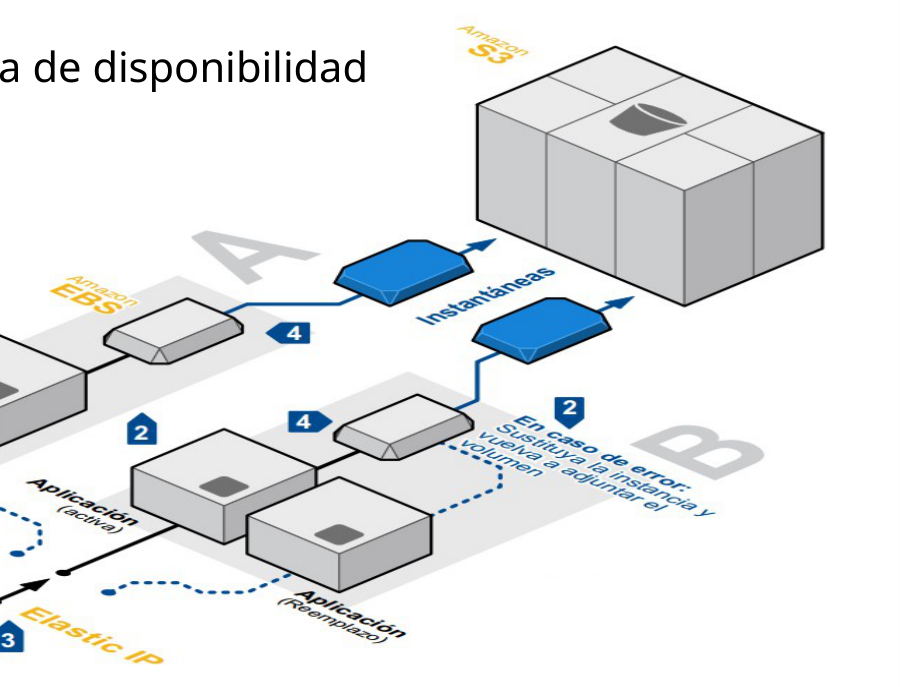 a de disponibilidad
Amazon
S3
A
Instantáneas
Amazon
EBS
4
2
4
2
B
En caso de error:
Sustituya la instancia y
vuelva a adjuntar el
volumen
Aplicación
(activa)
Aplicación
(Reemplazo)
Elastic IP
3